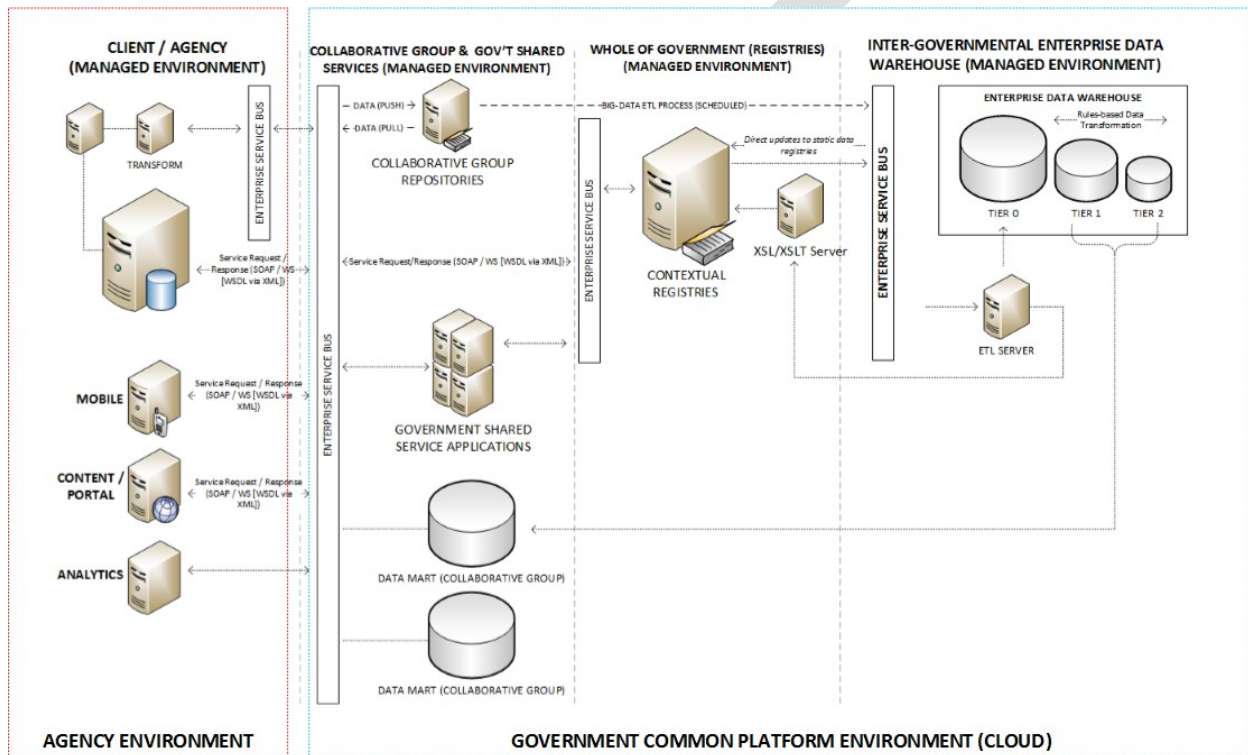 CLIENT / AGENCY
(MANAGED ENVIRONMENT)
TRANSFORM
ENTERPRISE SERVICE BUS
Service Request /
Response (SOAP / WS
[WSDL via XML])
MOBILE
Service Request / Response
(SOAP / WS [WSDL via
XML])
CONTENT /
PORTAL
Service Request / Response
(SOAP / WS [WSDL via
XML])
ANALYTICS
AGENCY ENVIRONMENT
COLLABORATIVE GROUP & GOV'T SHARED
SERVICES (MANAGED ENVIRONMENT)
ENTERPRISE SERVICE BUS
DATA (PUSH)
DATA (PULL)
COLLABORATIVE GROUP
REPOSITORIES
BIG-DATA ETL PROCESS (SCHEDULED)
Service Request/Response (SOAP / WS [WSDL via XML])
GOVERNMENT SHARED
SERVICE APPLICATIONS
DATA MART (COLLABORATIVE GROUP)
DATA MART (COLLABORATIVE GROUP)
WHOLE OF GOVERNMENT (REGISTRIES)
(MANAGED ENVIRONMENT)
ENTERPRISE SERVICE BUS
Direct updates to static data
registries
XSL/XSLT Server
CONTEXTUAL
REGISTRIES
INTER-GOVERNMENTAL ENTERPRISE DATA
WAREHOUSE (MANAGED ENVIRONMENT)
ENTERPRISE SERVICE BUS
ENTERPRISE DATA WAREHOUSE
Rules-based Data
Transformation
TIER 0
TIER 1
TIER 2
ETL SERVER
GOVERNMENT COMMON PLATFORM ENVIRONMENT (CLOUD)